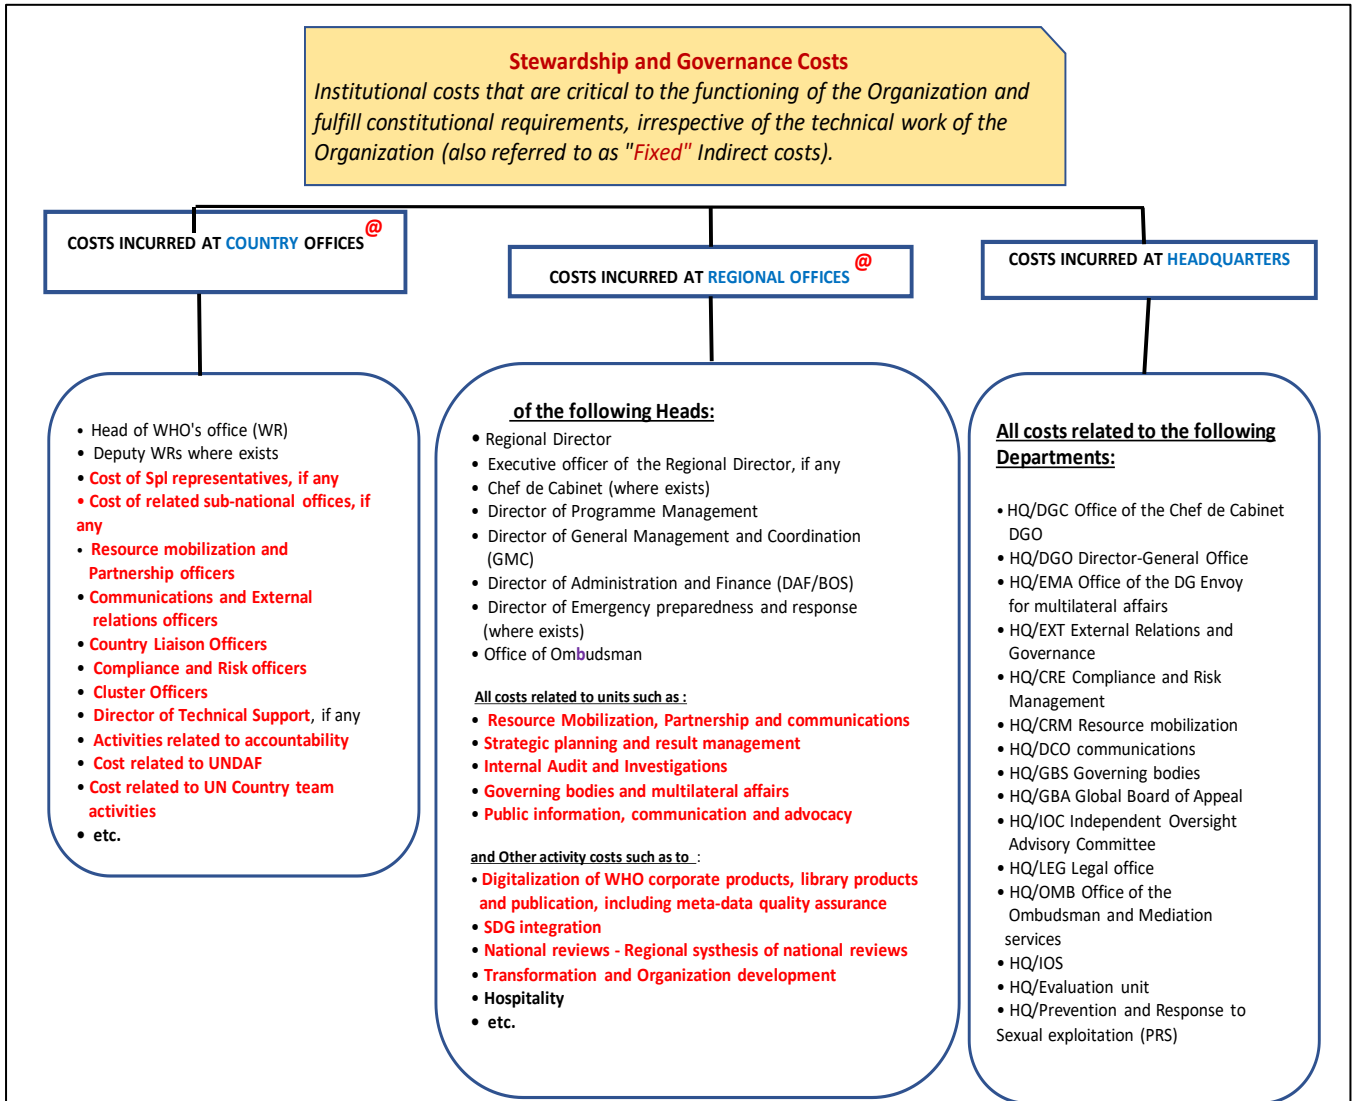 Stewardship and Governance Costs
Institutional costs that are critical to the functioning of the Organization and
fulfill constitutional requirements, irrespective of the technical work of the
Organization (also referred to as "Fixed" Indirect costs).
COSTS INCURRED AT COUNTRY OFFICES @
COSTS INCURRED AT REGIONAL OFFICES @
COSTS INCURRED AT HEADQUARTERS
• Head of WHO's office (WR)
• Deputy WRs where exists
• Cost of Spl representatives, if any
• Cost of related sub-national offices, if
any
• Resource mobilization and
Partnership officers
• Communications and External
relations officers
• Country Liaison Officers
• Compliance and Risk officers
• Cluster Officers
• Director of Technical Support, if any
• Activities related to accountability
• Cost related to UNDAF
• Cost related to UN Country team
activities
• etc.
of the following Heads:
• Regional Director
• Executive officer of the Regional Director, if any
• Chef de Cabinet (where exists)
• Director of Programme Management
• Director of General Management and Coordination
(GMC)
• Director of Administration and Finance (DAF/BOS)
• Director of Emergency preparedness and response
(where exists)
• Office of Ombudsman
All costs related to units such as :
• Resource Mobilization, Partnership and communications
• Strategic planning and result management
• Internal Audit and Investigations
• Governing bodies and multilateral affairs
• Public information, communication and advocacy
and Other activity costs such as to :
• Digitalization of WHO corporate products, library products
and publication, including meta-data quality assurance
• SDG integration
• National reviews - Regional systhesis of national reviews
• Transformation and Organization development
• Hospitality
• etc.
All costs related to the following
Departments:
• HQ/DGC Office of the Chef de Cabinet
DGO
• HQ/DGO Director-General Office
• HQ/EMA Office of the DG Envoy
for multilateral affairs
• HQ/EXT External Relations and
Governance
• HQ/CRE Compliance and Risk
Management
• HQ/CRM Resource mobilization
• HQ/DCO communications
• HQ/GBS Governing bodies
• HQ/GBA Global Board of Appeal
• HQ/IOC Independent Oversight
Advisory Committee
• HQ/LEG Legal office
• HQ/OMB Office of the
Ombudsman and Mediation
services
• HQ/IOS
• HQ/Evaluation unit
• HQ/Prevention and Response to
Sexual exploitation (PRS)